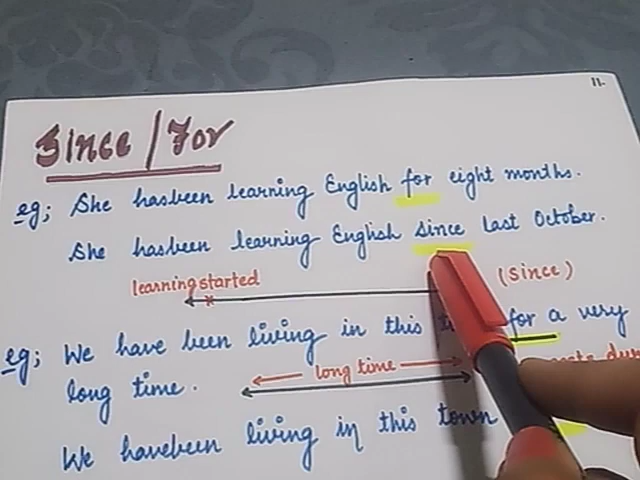 11.
Since / For
eg; She hasbeen learning English for eight months.
She hasbeen learning English since last October.
learning started
(Since)
eg; We have been living in this for a very
long time.
long time
We havebeen living in this town